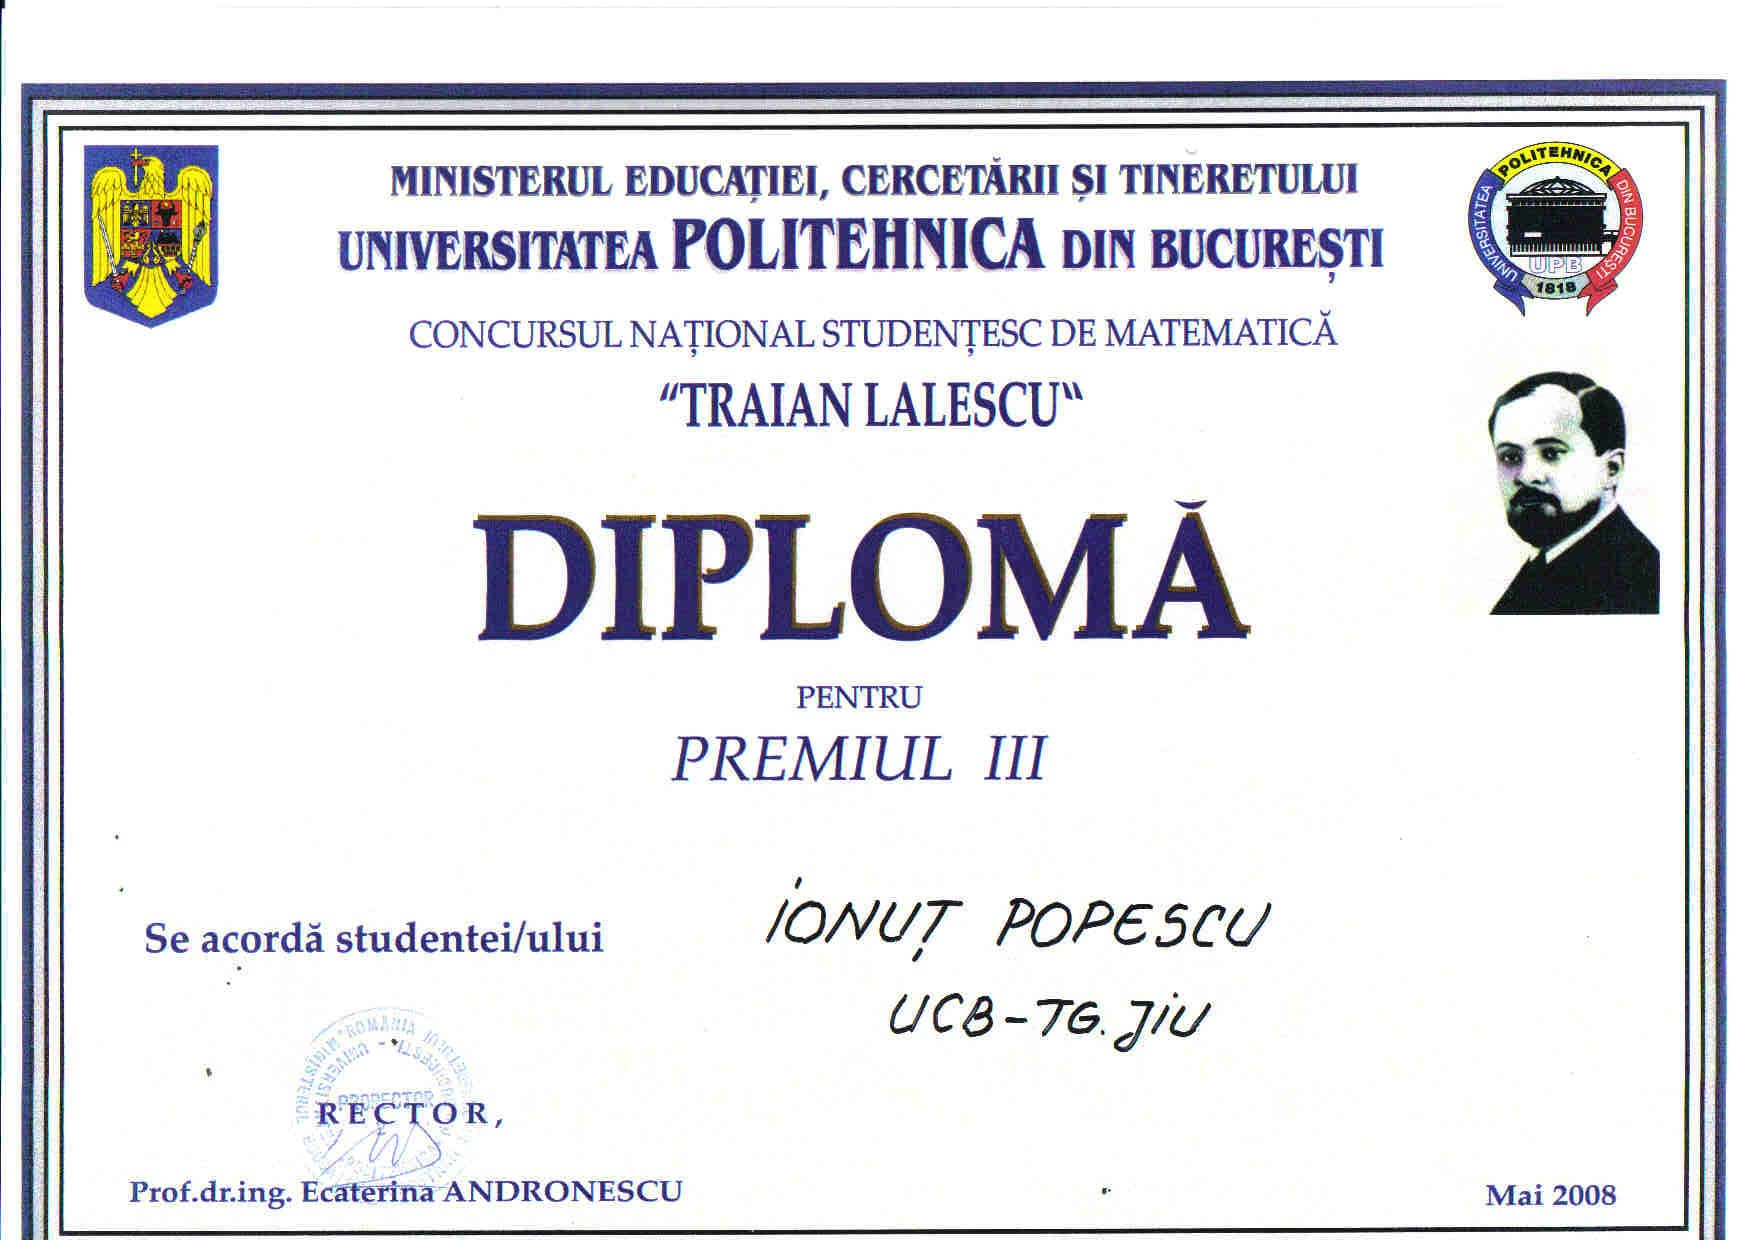 MINISTERUL EDUCAȚIEI, CERCETĂRII ȘI TINERETULUI
UNIVERSITATEA POLITEHNICA DIN BUCUREȘTI
UNIVERSITATEA POLITEHNICA DIN BUCUREȘTI
UPB
1818
CONCURSUL NAȚIONAL STUDENȚESC DE MATEMATICĂ
“TRAIAN LALESCU“
DIPLOMĂ
PENTRU
PREMIUL III
Se acordă studentei/ului IONUȚ POPESCU
UCB-TG. JIU
ROMANIA
PRORECTOR
RECTOR,
Prof.dr.ing. Ecaterina ANDRONESCU
Mai 2008